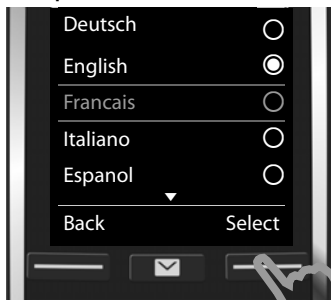 Deutsch
English
Francais
Italiano
Espanol
Back Select